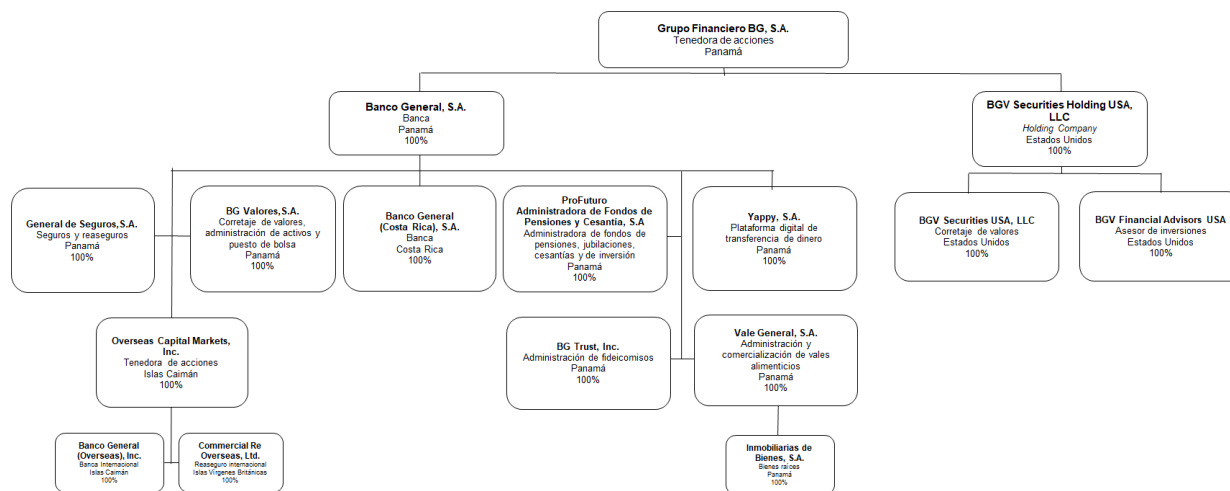 Grupo Financiero BG, S.A.
Tenedora de acciones
Panamá
Banco General, S.A.
Banca
Panamá
100%
BGV Securities Holding USA,
LLC
Holding Company
Estados Unidos
100%
General de Seguros,S.A.
Seguros y reaseguros
Panamá
100%
BG Valores,S.A.
Corretaje de valores,
administración de activos y
puesto de bolsa
Panamá
100%
Banco General
(Costa Rica), S.A.
Banca
Costa Rica
100%
ProFuturo
Administradora de Fondos de
Pensiones y Cesantia, S.A
Administradora de fondos de
pensiones, jubilaciones,
cesantías y de inversión
Panamá
100%
Yappy, S.A.
Plataforma digital de
transferencia de dinero
Panamá
100%
BGV Securities USA, LLC
Corretaje de valores
Estados Unidos
100%
BGV Financial Advisors USA
Asesor de inversiones
Estados Unidos
100%
Overseas Capital Markets,
Inc.
Tenedora de acciones
Islas Caimán
100%
BG Trust, Inc.
Administración de fideicomisos
Panamá
100%
Vale General, S.A.
Administración y
comercialización de vales
alimenticios
Panamá
100%
Banco General
(Overseas), Inc.
Banca Internacional
Islas Caimán
100%
Commercial Re
Overseas, Ltd.
Reaseguro internacional
Islas Vírgenes Británicas
100%
Inmobiliarias de
Bienes, S.A.
Bienes raíces
Panamá
100%